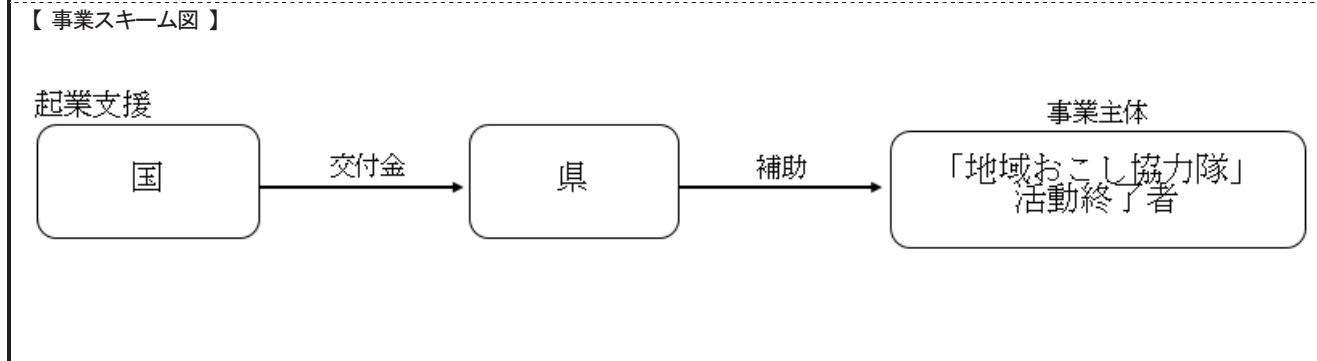 【 事業スキーム図 】
起業支援
事業主体
国
交付金
県
補助
「地域おこし協力隊」
活動終了者